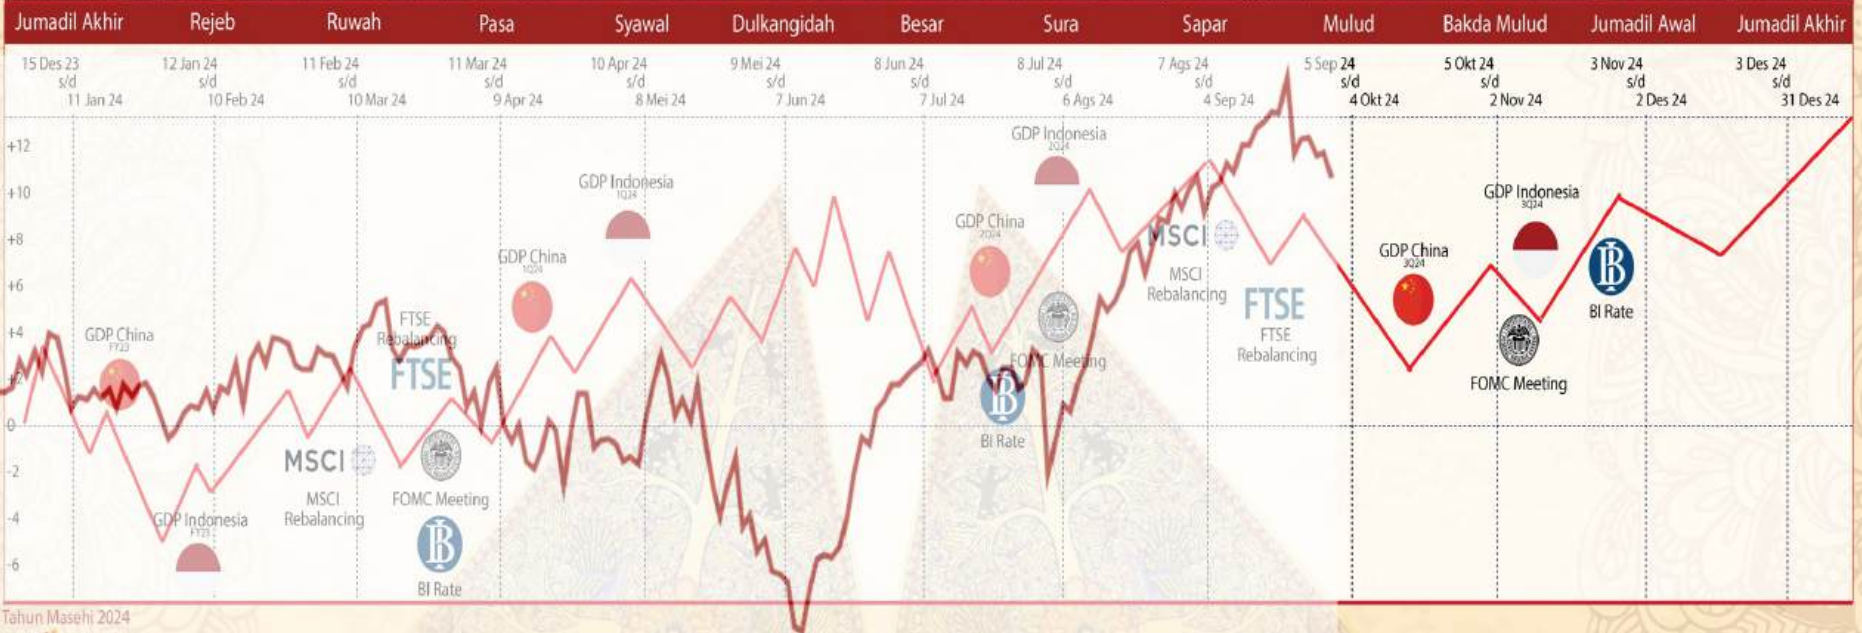 Jumadil Akhir
Rejeb
Ruwah
Pasa
Syawal
Dulkangidah
Besar
Sura
Sapar
Mulud
Bakda Mulud
Jumadil Awal
Jumadil Akhir
15 Des 23
s/d
11 Jan 24
12 Jan 24
s/d
10 Feb 24
11 Feb 24
s/d
10 Mar 24
11 Mar 24
s/d
9 Apr 24
10 Apr 24
s/d
8 Mei 24
9 Mei 24
s/d
7 Jun 24
8 Jun 24
s/d
7 Jul 24
8 Jul 24
s/d
6 Ags 24
7 Ags 24
s/d
4 Sep 24
5 Sep 24
s/d
4 Okt 24
5 Okt 24
s/d
2 Nov 24
3 Nov 24
s/d
2 Des 24
3 Des 24
s/d
31 Des 24
+12
+10
+8
+6
+4
+2
0
-2
-4
-6
GDP China
FY23
GDP Indonesia
FY23
MSCI
MSCI
Rebalancing
FTSE
Rebalancing
FTSE
FOMC Meeting
BI Rate
GDP China
1Q24
GDP Indonesia
1Q24
GDP China
2Q24
BI Rate
GDP Indonesia
2Q24
FOMC Meeting
MSCI
MSCI
Rebalancing
FTSE
FTSE
Rebalancing
GDP China
3Q24
GDP Indonesia
3Q24
FOMC Meeting
BI Rate
Tahun Masehi 2024